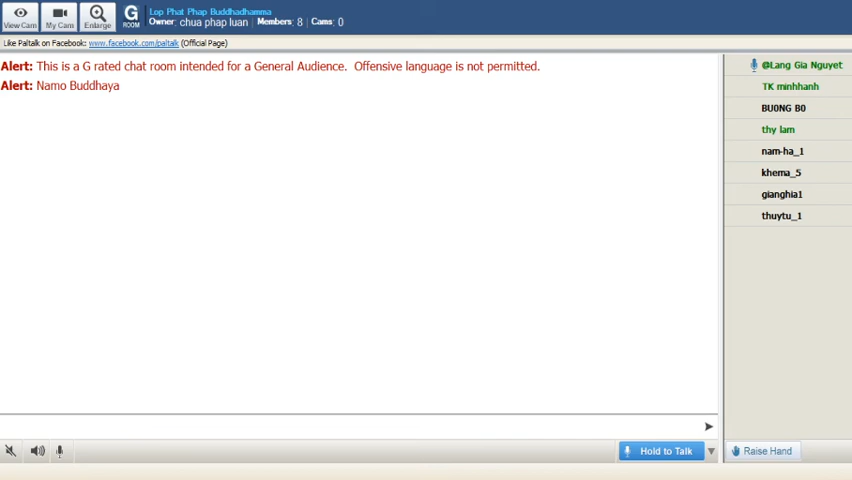 Lop Phat Phap Buddhadhamma
Owner: chua phap luan | Members: 8 | Cams: 0
View Cam
My Cam
Enlarge
G
ROOM
Like Paltalk on Facebook: www.facebook.com/paltalk (Official Page)
Alert: This is a G rated chat room intended for a General Audience. Offensive language is not permitted.
Alert: Namo Buddhaya
@Lang Gia Nguyet
TK minhhanh
BU0NG B0
thy lam
nam-ha_1
khema_5
gianghia1
thuytu_1
Hold to Talk
Raise Hand